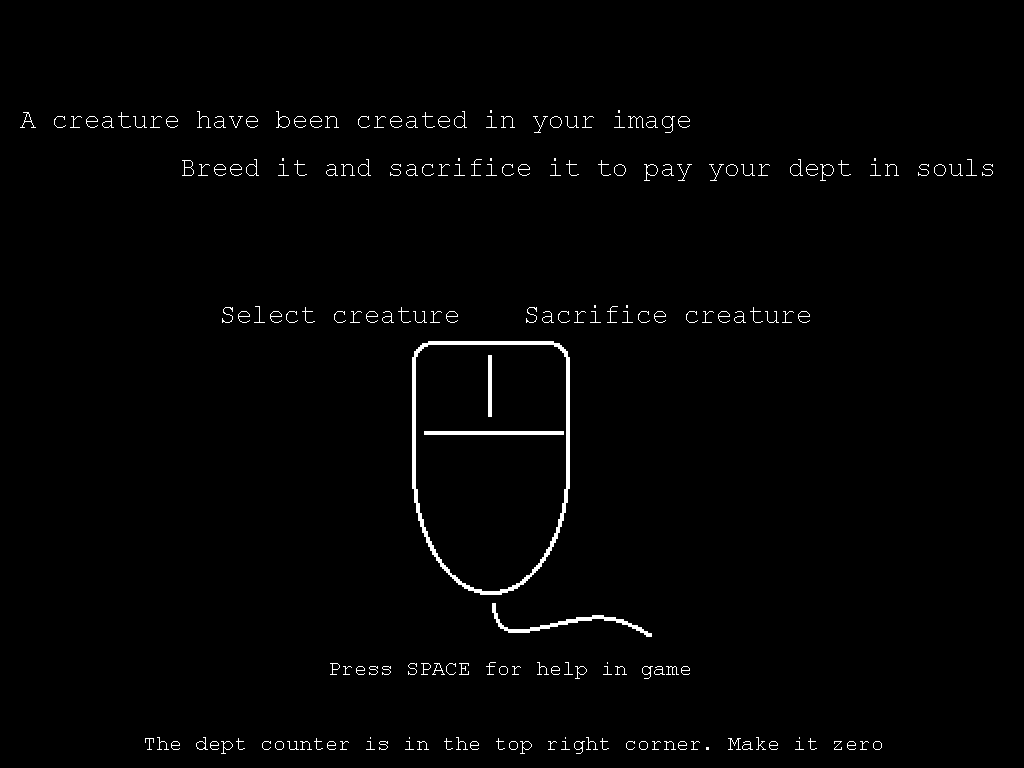 A creature have been created in your image
Breed it and sacrifice it to pay your dept in souls
Select creature Sacrifice creature
Press SPACE for help in game
The dept counter is in the top right corner. Make it zero